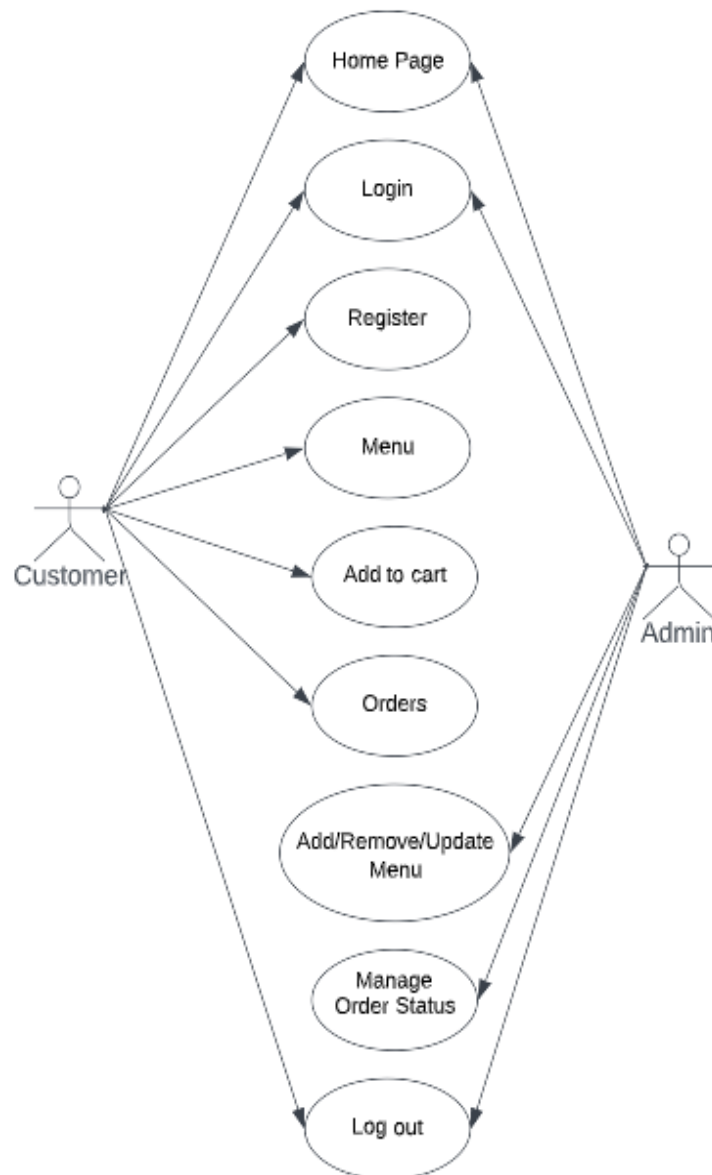 Home Page
Login
Register
Menu
Customer
Add to cart
Admin
Orders
Add/Remove/Update
Menu
Manage
Order Status
Log out